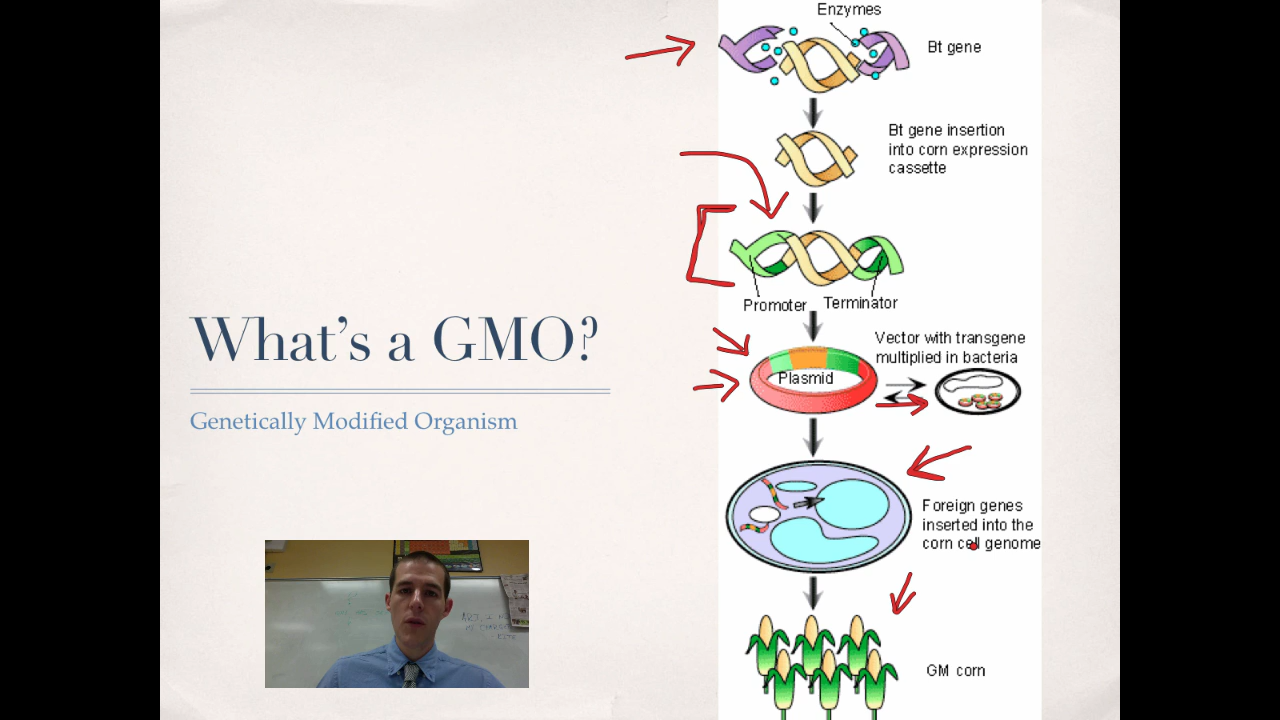 What's a GMO?
Genetically Modified Organism
Enzymes
Bt gene
Bt gene insertion
into corn expression
cassette
Promoter
Terminator
Vector with transgene
multiplied in bacteria
Plasmid
Foreign genes
inserted into the
corn cell genome
GM corn